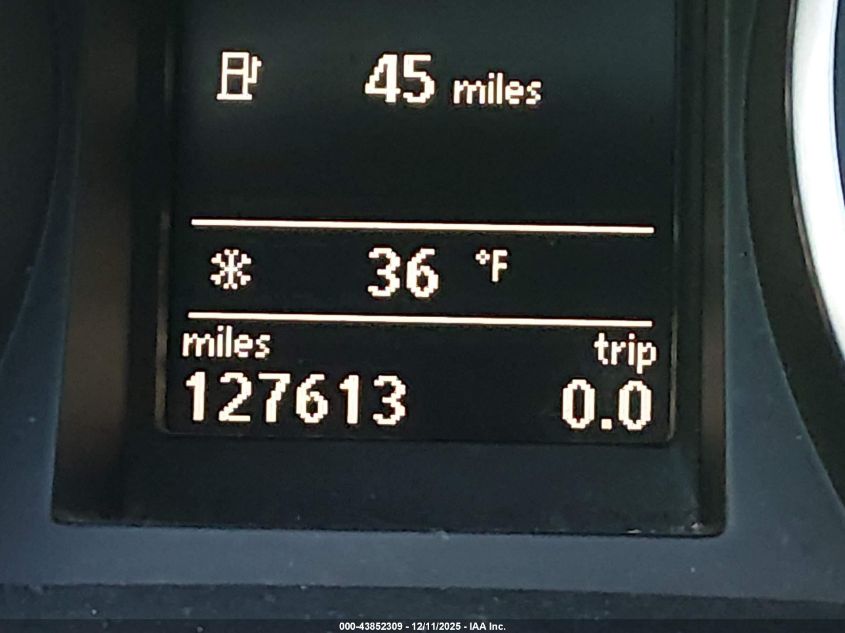 45 miles
36 °F
miles trip
127613 0.0
000-43852309 - 12/11/2025 - IAA Inc.